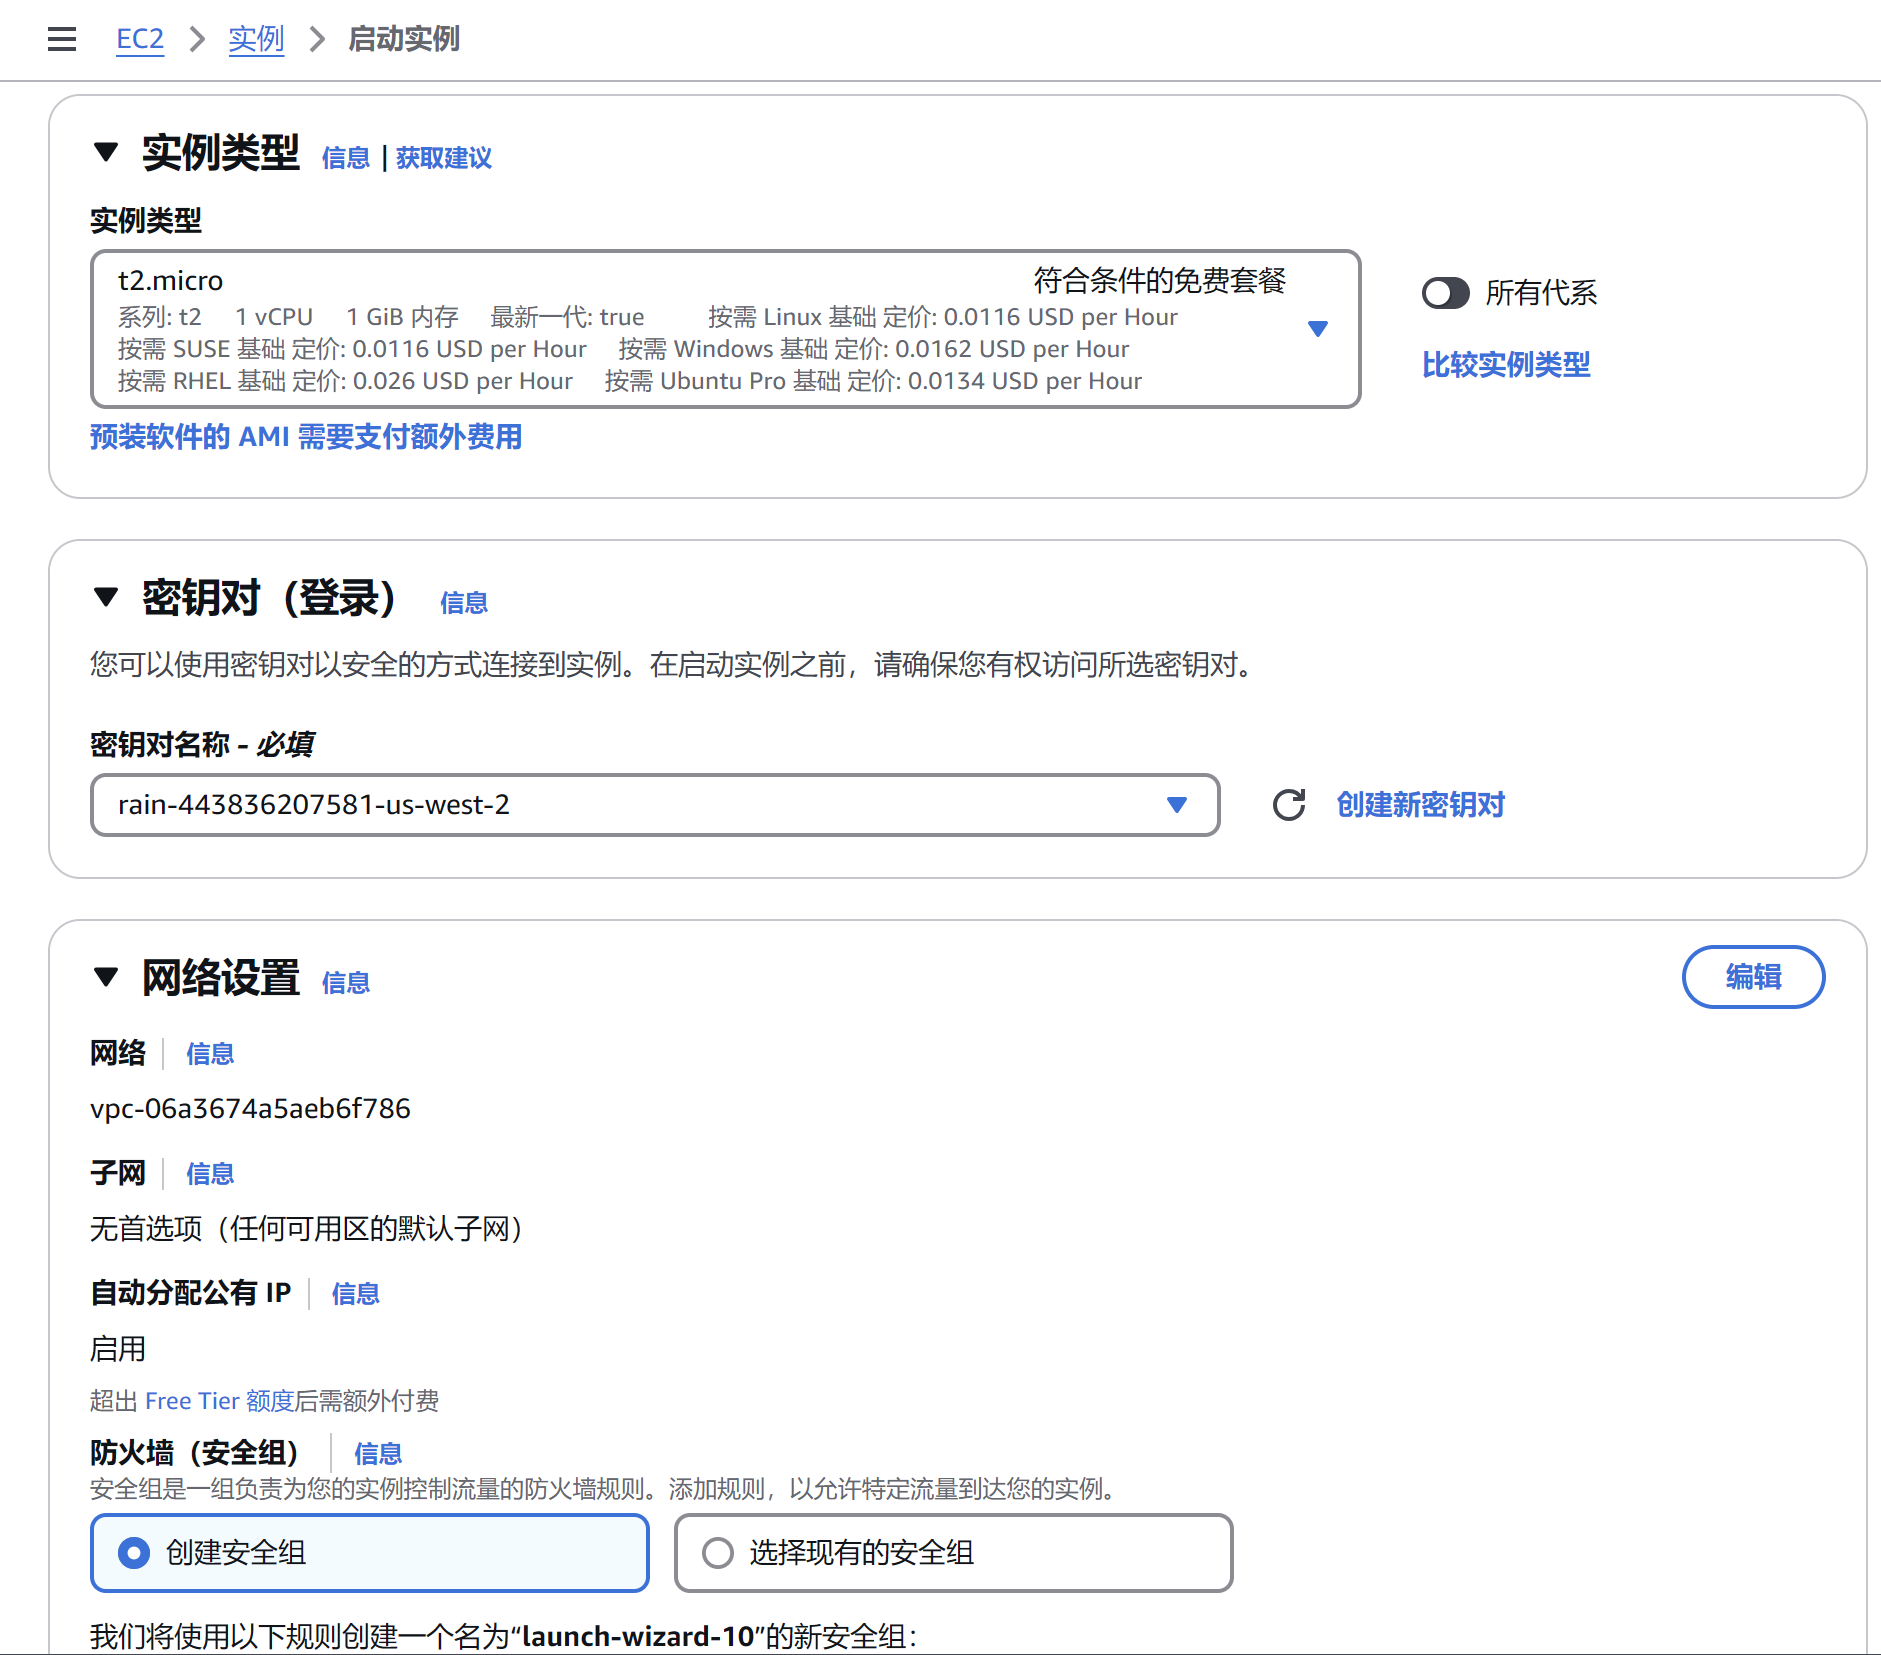 EC2 > 实例 > 启动实例
实例类型 信息 | 获取建议
实例类型
t2.micro 符合条件的免费套餐
系列: t2 1 vCPU 1 GiB 内存 最新一代: true 按需 Linux 基础 定价: 0.0116 USD per Hour
按需 SUSE 基础 定价: 0.0116 USD per Hour 按需 Windows 基础 定价: 0.0162 USD per Hour
按需 RHEL 基础 定价: 0.026 USD per Hour 按需 Ubuntu Pro 基础 定价: 0.0134 USD per Hour
所有代系
比较实例类型
预装软件的 AMI 需要支付额外费用
密钥对（登录） 信息
您可以使用密钥对以安全的方式连接到实例。在启动实例之前，请确保您有权访问所选密钥对。
密钥对名称 - 必填
rain-443836207581-us-west-2
创建新密钥对
网络设置 信息
编辑
网络 信息
vpc-06a3674a5aeb6f786
子网 信息
无首选项（任何可用区的默认子网）
自动分配公有 IP 信息
启用
超出 Free Tier 额度后需额外付费
防火墙（安全组） 信息
安全组是一组负责为您的实例控制流量的防火墙规则。添加规则，以允许特定流量到达您的实例。
创建安全组
选择现有的安全组
我们将使用以下规则创建一个名为“launch-wizard-10”的新安全组：